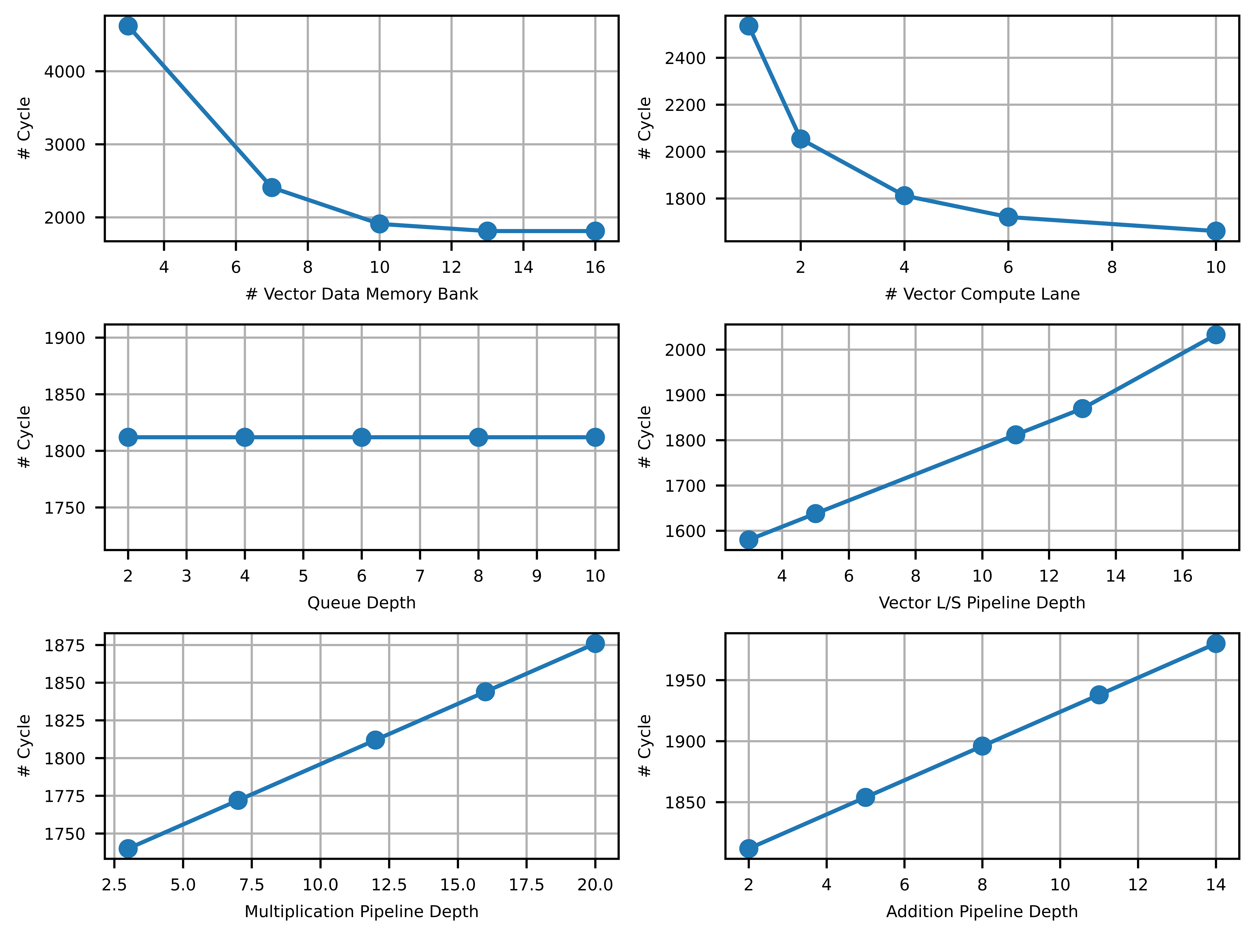 # Cycle
4000
3000
2000
4 6 8 10 12 14 16
# Vector Data Memory Bank
# Cycle
2400
2200
2000
1800
2 4 6 8 10
# Vector Compute Lane
# Cycle
1900
1850
1800
1750
2 3 4 5 6 7 8 9 10
Queue Depth
# Cycle
2000
1900
1800
1700
1600
4 6 8 10 12 14 16
Vector L/S Pipeline Depth
# Cycle
1875
1850
1825
1800
1775
1750
2.5 5.0 7.5 10.0 12.5 15.0 17.5 20.0
Multiplication Pipeline Depth
# Cycle
1950
1900
1850
2 4 6 8 10 12 14
Addition Pipeline Depth